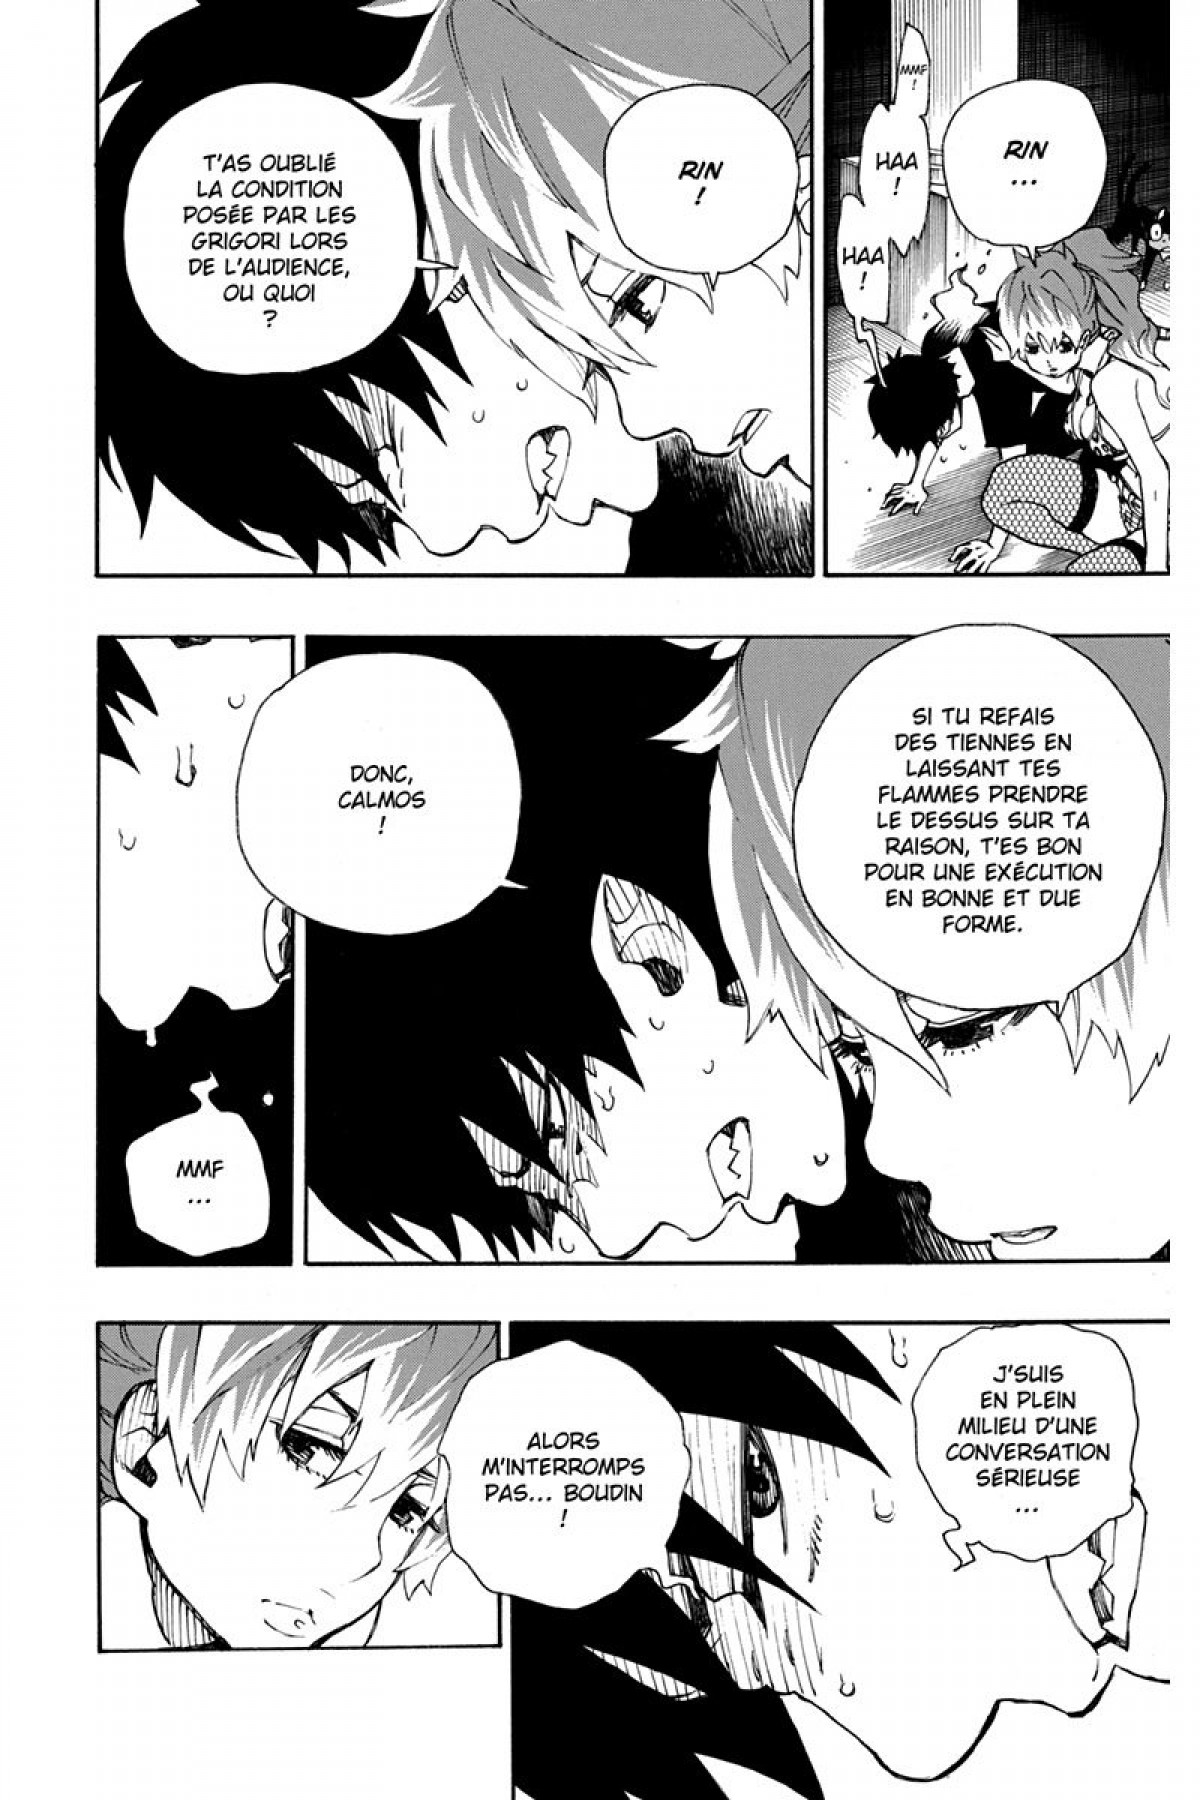 RIN
...
MMF
!
HAA
!
HAA
!
RIN
!
T'AS OUBLIÉ
LA CONDITION
POSÉE PAR LES
GRIGORI LORS
DE L'AUDIENCE,
OU QUOI
?
SI TU REFAIS
DES TIENNES EN
LAISSANT TES
FLAMMES PRENDRE
LE DESSUS SUR TA
RAISON, T'ES BON
POUR UNE EXÉCUTION
EN BONNE ET DUE
FORME.
DONC,
CALMOS
!
MMF
...
J'SUIS
EN PLEIN
MILIEU D'UNE
CONVERSATION
SÉRIEUSE
...
ALORS
M'INTERROMPS
PAS... BOUDIN
!